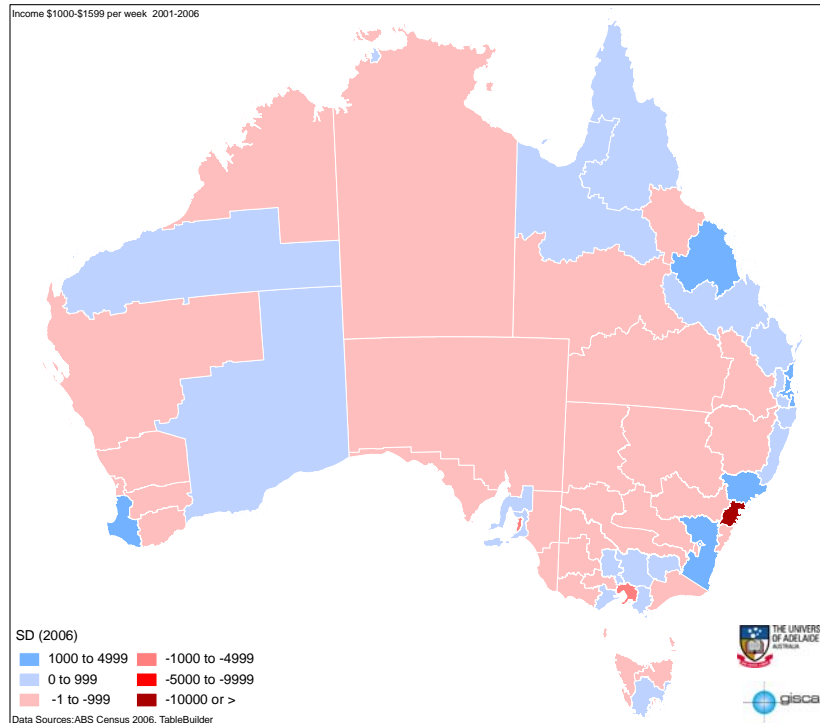 Income $1000-$1599 per week 2001-2006
SD (2006)
1000 to 4999
0 to 999
-1 to -999
-1000 to -4999
-5000 to -9999
-10000 or >
THE UNIVERS
OF ADELAIDE
AUSTRALIA
gisca
Data Sources:ABS Census 2006, TableBuilder